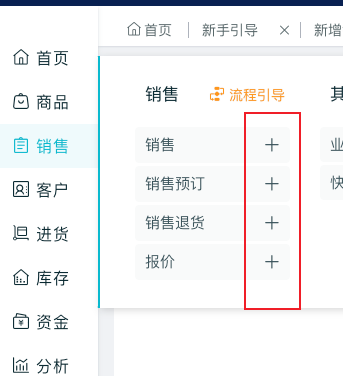 首页
商品
销售
客户
进货
库存
资金
分析
首页 新手引导 新增
销售 流程引导
销售
销售预订
销售退货
报价